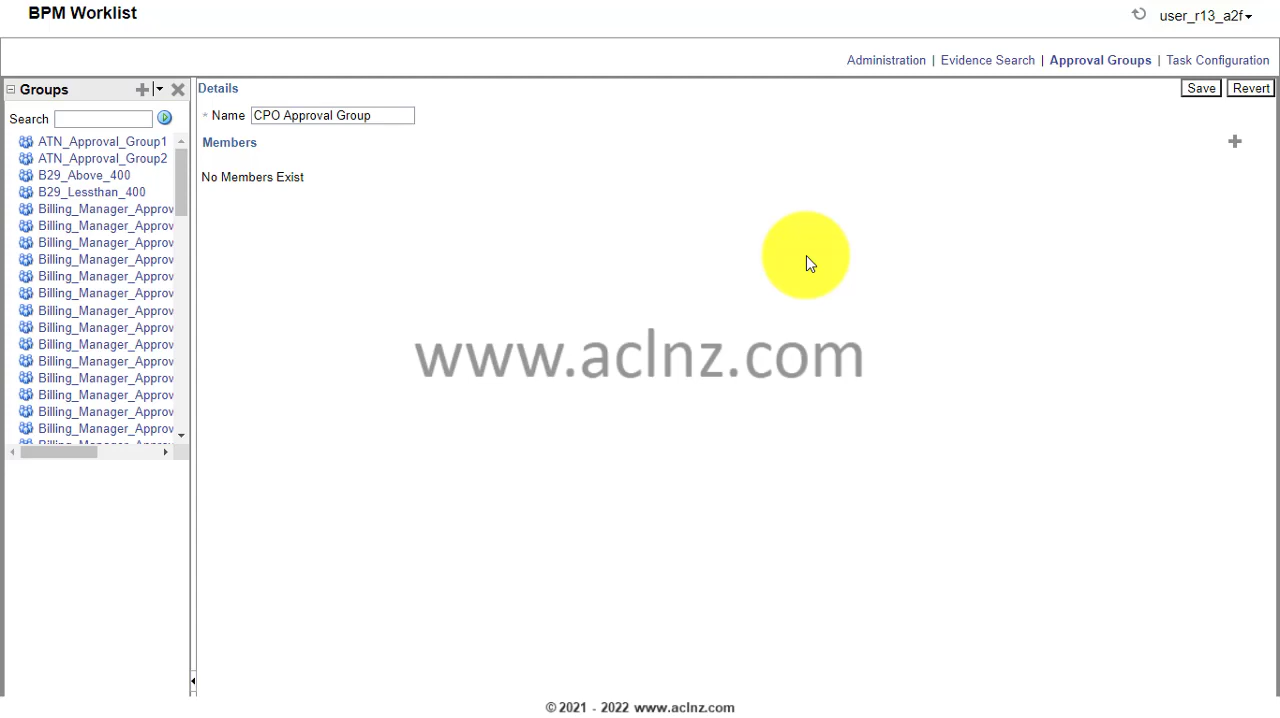 BPM Worklist
user_r13_a2f
Administration | Evidence Search | Approval Groups | Task Configuration
Groups
Details
Save
Revert
Search
* Name CPO Approval Group
Members
No Members Exist
ATN_Approval_Group1
ATN_Approval_Group2
B29_Above_400
B29_Lessthan_400
Billing_Manager_Approv
Billing_Manager_Approv
Billing_Manager_Approv
Billing_Manager_Approv
Billing_Manager_Approv
Billing_Manager_Approv
Billing_Manager_Approv
Billing_Manager_Approv
Billing_Manager_Approv
Billing_Manager_Approv
Billing_Manager_Approv
Billing_Manager_Approv
Billing_Manager_Approv
Billing_Manager_Approv
www.aclnz.com
© 2021 - 2022 www.aclnz.com